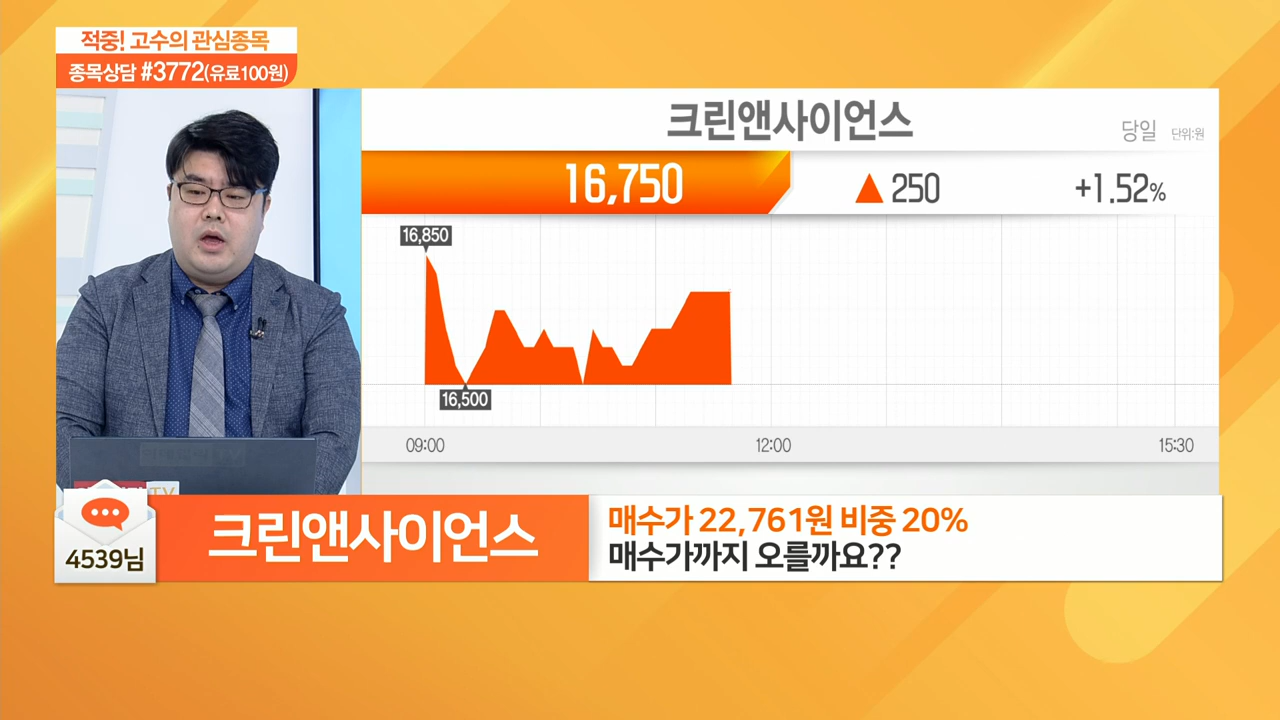 적중! 고수의 관심종목
종목상담 #3772(유료100원)
크린앤사이언스
당일 단위:원
16,750 ▲ 250 +1.52%
16,850
16,500
09:00 12:00 15:30
TV
4539님
크린앤사이언스
매수가 22,761원 비중 20%
매수가까지 오를까요??